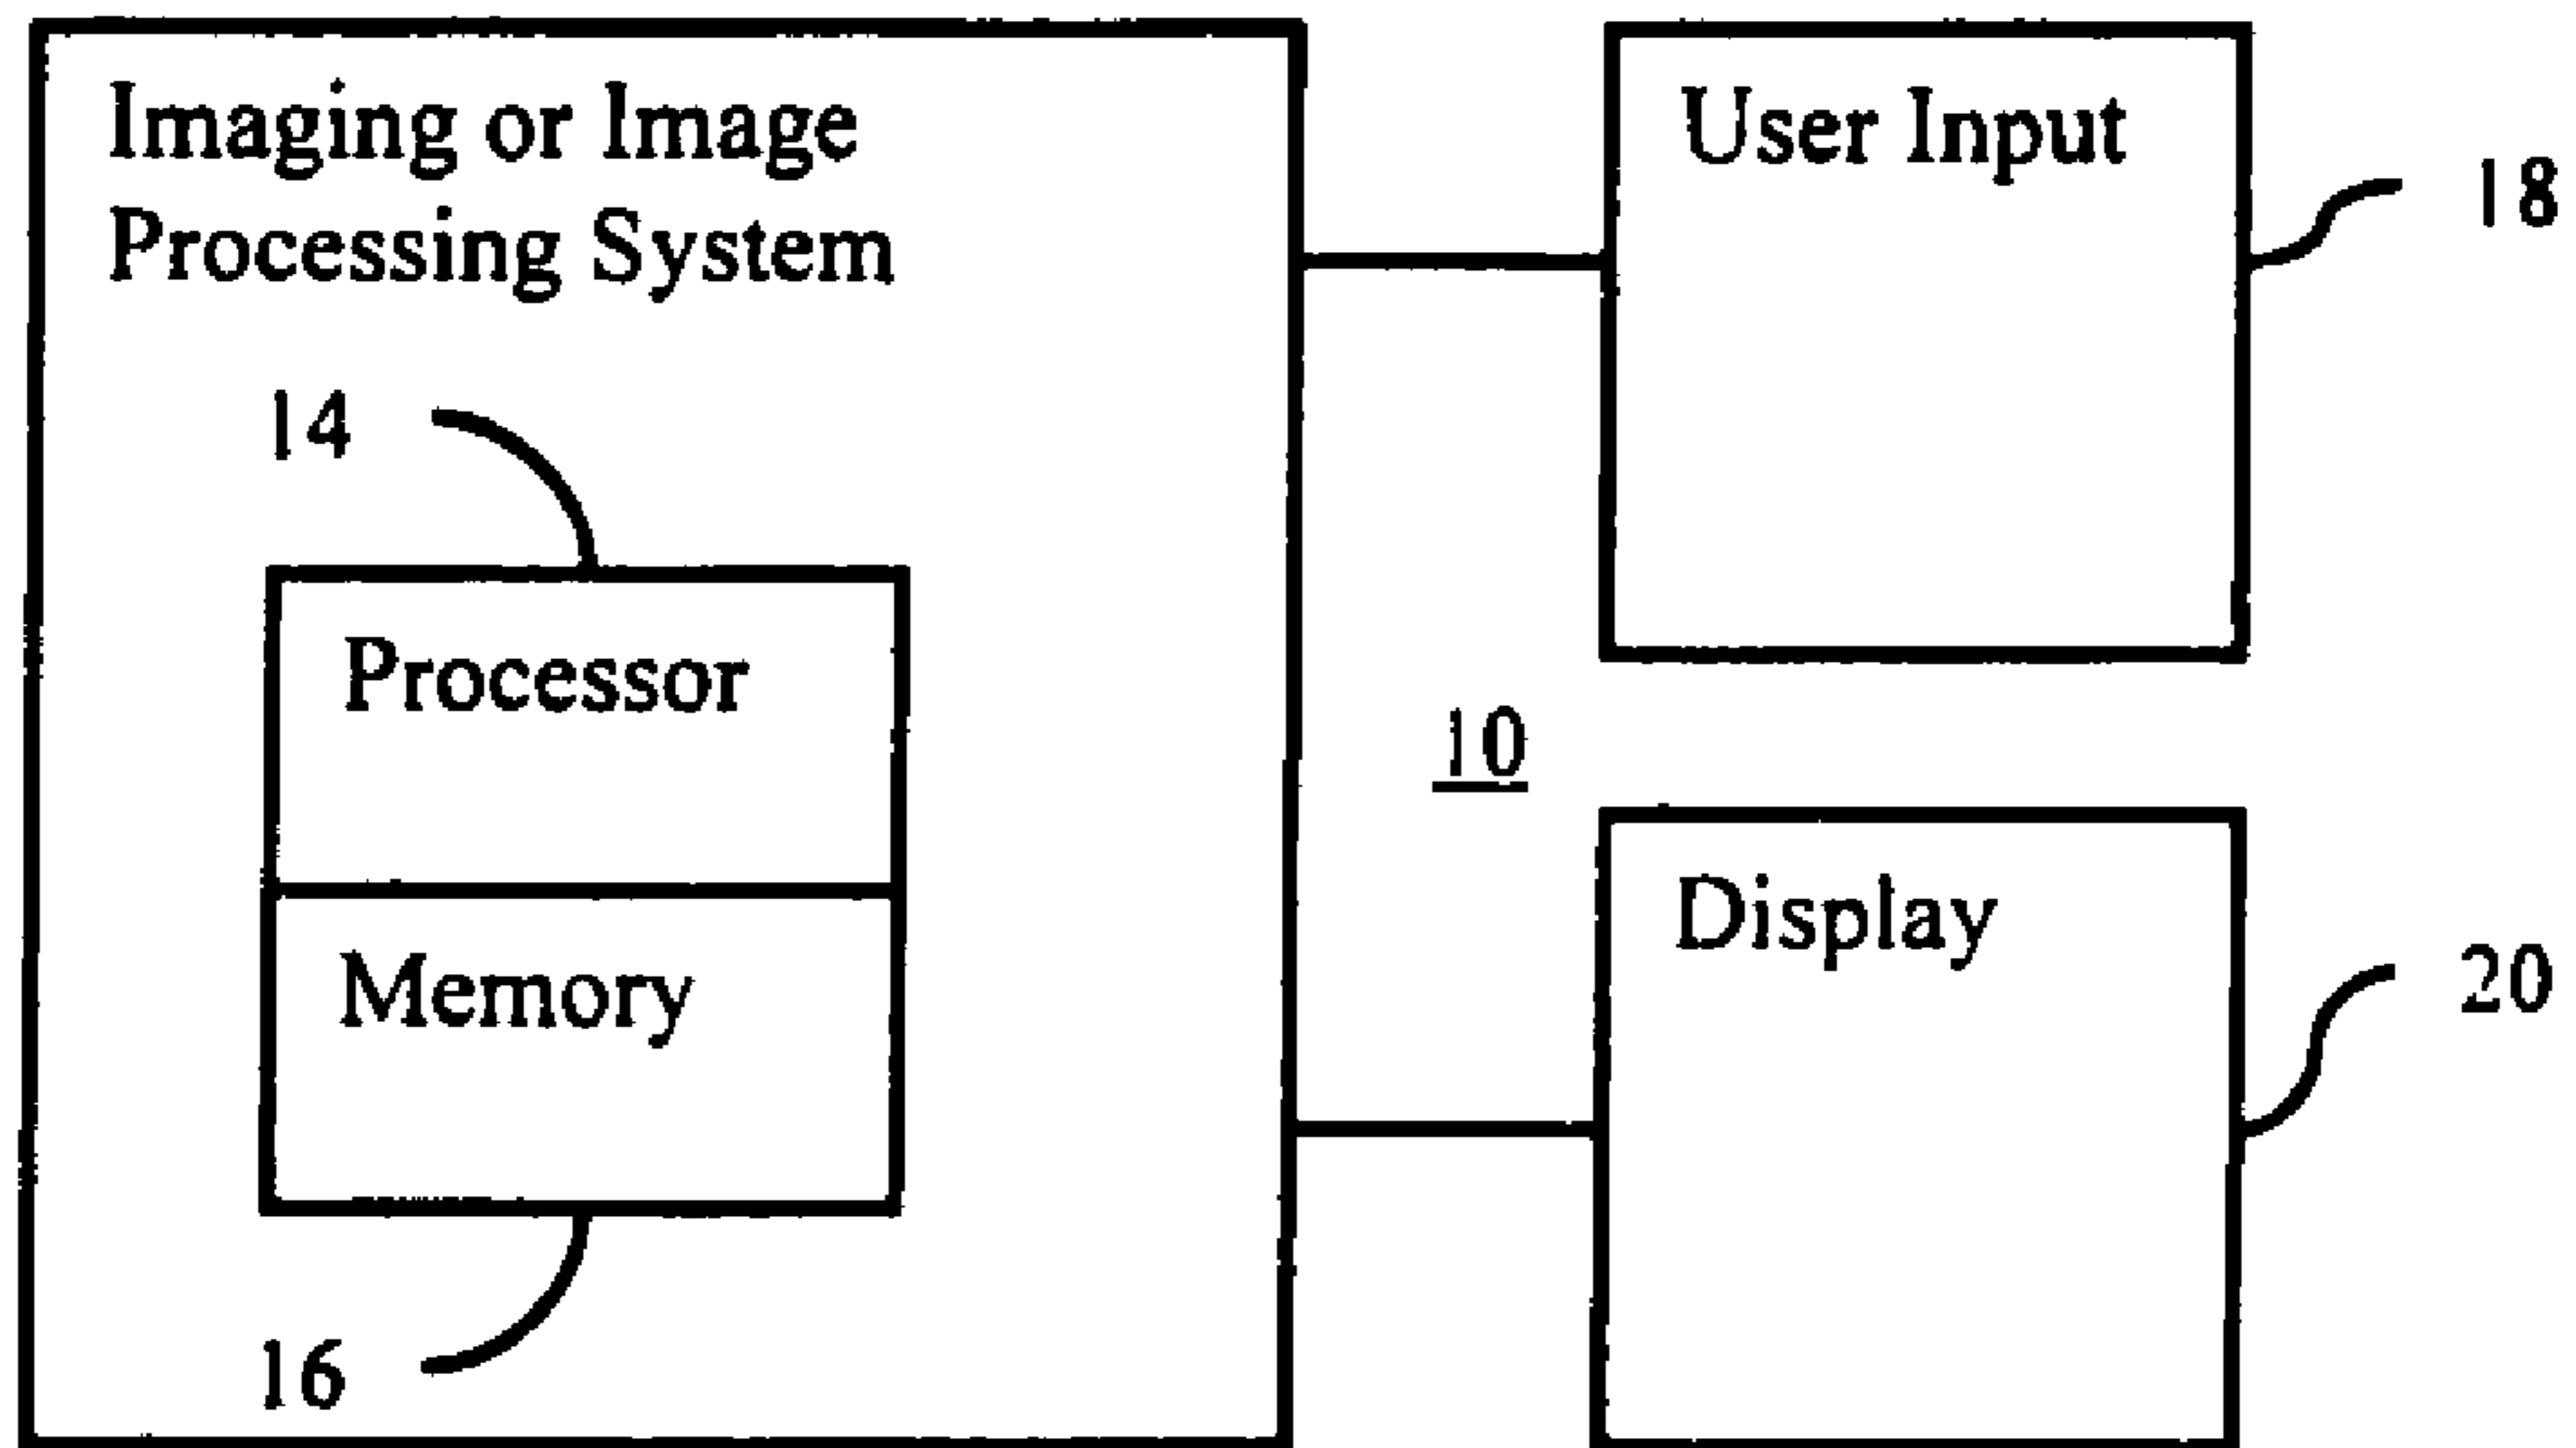 Imaging or Image
Processing System
14
Processor
Memory
16
User Input
18
10
Display
20